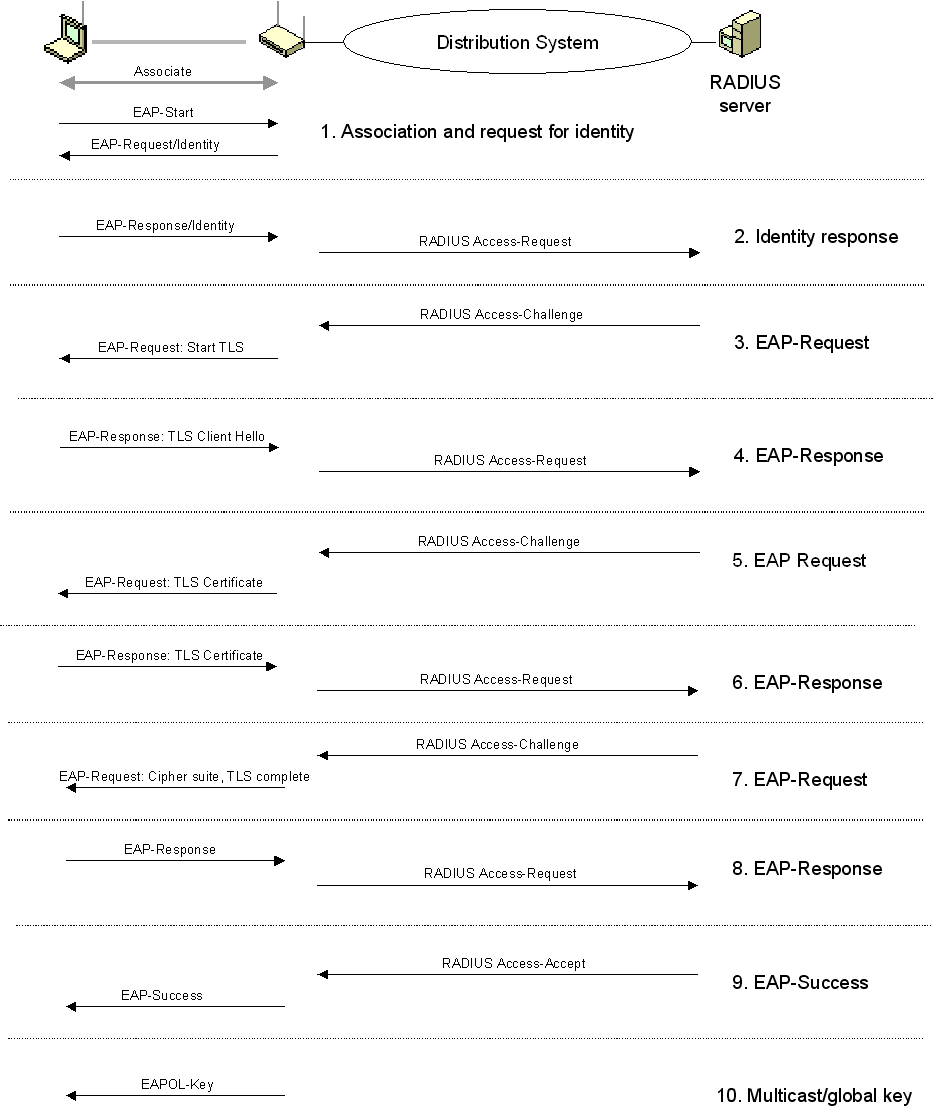 Distribution System
RADIUS
server
Associate
EAP-Start
1. Association and request for identity
EAP-Request/Identity
EAP-Response/Identity
RADIUS Access-Request
2. Identity response
RADIUS Access-Challenge
EAP-Request: Start TLS
3. EAP-Request
EAP-Response: TLS Client Hello
RADIUS Access-Request
4. EAP-Response
RADIUS Access-Challenge
5. EAP Request
EAP-Request: TLS Certificate
EAP-Response: TLS Certificate
RADIUS Access-Request
6. EAP-Response
RADIUS Access-Challenge
EAP-Request: Cipher suite, TLS complete
7. EAP-Request
EAP-Response
RADIUS Access-Request
8. EAP-Response
RADIUS Access-Accept
EAP-Success
9. EAP-Success
EAPOL-Key
10. Multicast/global key